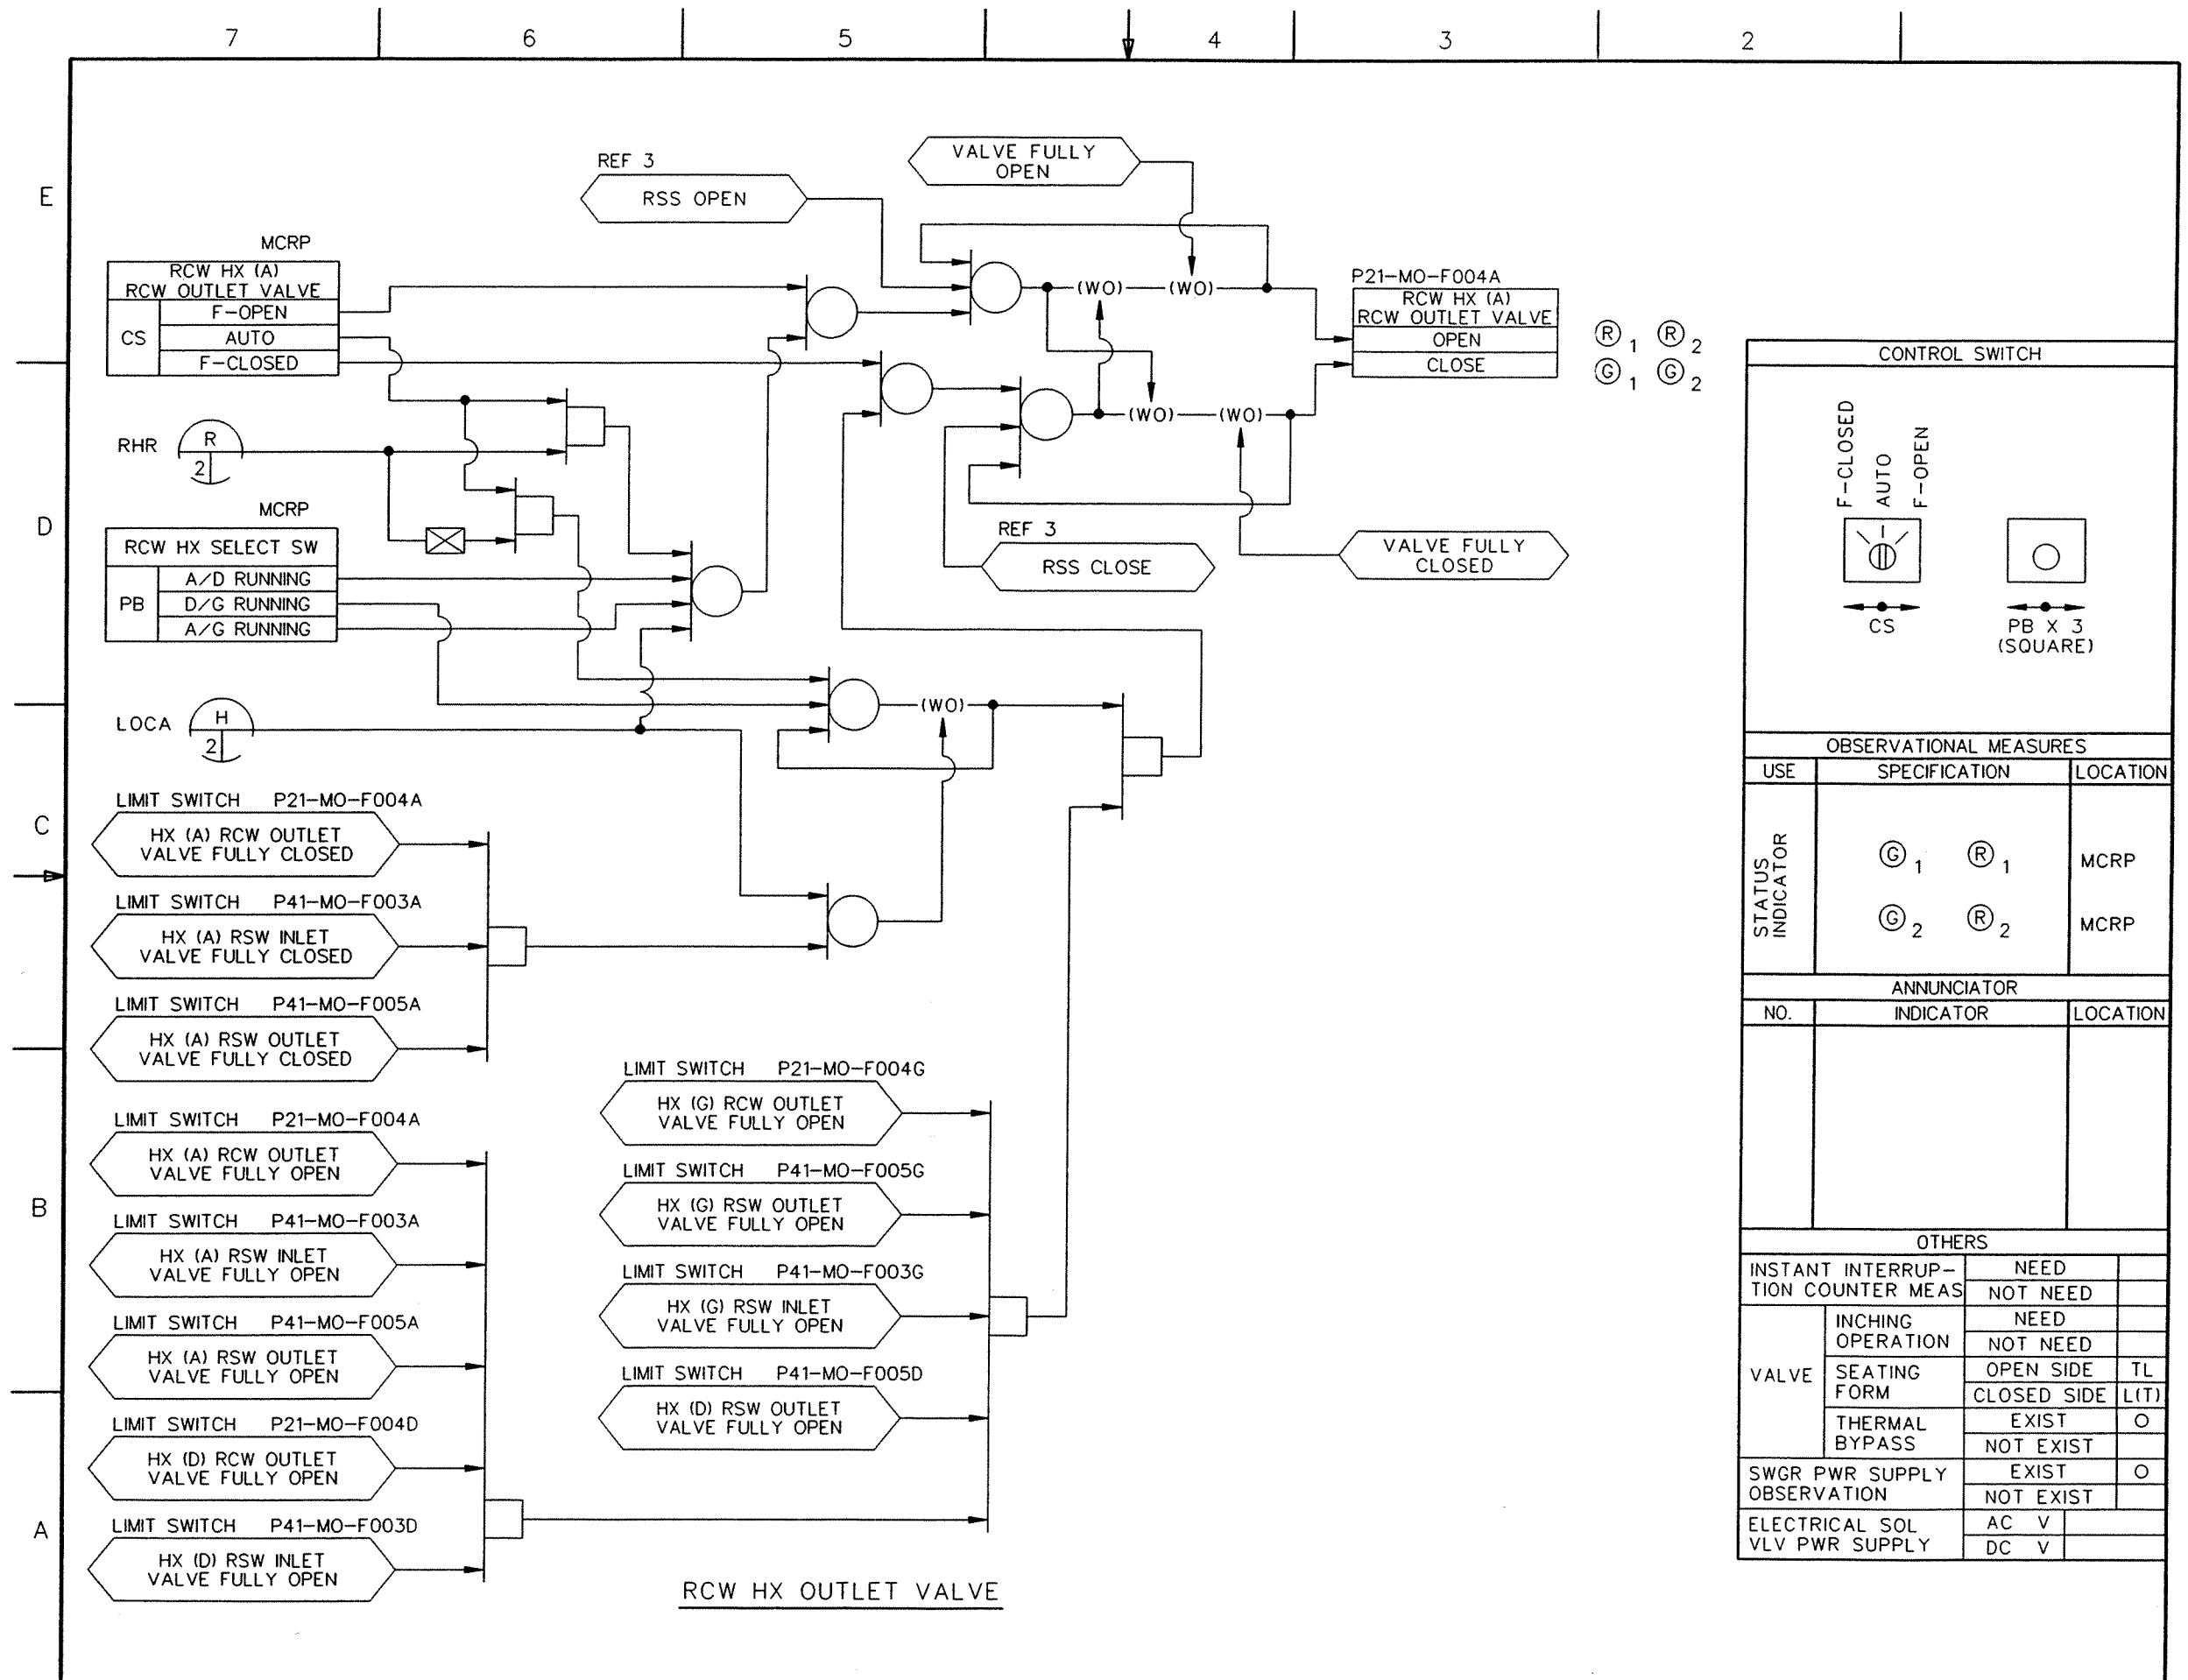 7 6 5 4 3 2
E
D
C
B
A
REF 3
RSS OPEN
VALVE FULLY
OPEN
MCRP
RCW HX (A)
RCW OUTLET VALVE
CS
F-OPEN
AUTO
F-CLOSED
RHR
R
2
MCRP
RCW HX SELECT SW
PB
A/D RUNNING
D/G RUNNING
A/G RUNNING
LOCA
H
2
(WO) (WO)
(WO) (WO)
(WO)
P21-MO-F004A
RCW HX (A)
RCW OUTLET VALVE
OPEN
CLOSE
R 1 R 2
G 1 G 2
REF 3
RSS CLOSE
VALVE FULLY
CLOSED
LIMIT SWITCH P21-MO-F004A
HX (A) RCW OUTLET
VALVE FULLY CLOSED
LIMIT SWITCH P41-MO-F003A
HX (A) RSW INLET
VALVE FULLY CLOSED
LIMIT SWITCH P41-MO-F005A
HX (A) RSW OUTLET
VALVE FULLY CLOSED
LIMIT SWITCH P21-MO-F004A
HX (A) RCW OUTLET
VALVE FULLY OPEN
LIMIT SWITCH P41-MO-F003A
HX (A) RSW INLET
VALVE FULLY OPEN
LIMIT SWITCH P41-MO-F005A
HX (A) RSW OUTLET
VALVE FULLY OPEN
LIMIT SWITCH P21-MO-F004D
HX (D) RCW OUTLET
VALVE FULLY OPEN
LIMIT SWITCH P41-MO-F003D
HX (D) RSW INLET
VALVE FULLY OPEN
LIMIT SWITCH P21-MO-F004G
HX (G) RCW OUTLET
VALVE FULLY OPEN
LIMIT SWITCH P41-MO-F005G
HX (G) RSW OUTLET
VALVE FULLY OPEN
LIMIT SWITCH P41-MO-F003G
HX (G) RSW INLET
VALVE FULLY OPEN
LIMIT SWITCH P41-MO-F005D
HX (D) RSW OUTLET
VALVE FULLY OPEN
RCW HX OUTLET VALVE
CONTROL SWITCH
F-CLOSED
AUTO
F-OPEN
CS
PB X 3
(SQUARE)
OBSERVATIONAL MEASURES
USE SPECIFICATION LOCATION
STATUS
INDICATOR
G 1 R 1 MCRP
G 2 R 2 MCRP
ANNUNCIATOR
NO. INDICATOR LOCATION
OTHERS
INSTANT INTERRUP-
TION COUNTER MEAS
NEED
NOT NEED
VALVE
INCHING
OPERATION
NEED
NOT NEED
SEATING
FORM
OPEN SIDE TL
CLOSED SIDE L(T)
THERMAL
BYPASS
EXIST O
NOT EXIST
SWGR PWR SUPPLY
OBSERVATION
EXIST O
NOT EXIST
ELECTRICAL SOL
VLV PWR SUPPLY
AC V
DC V